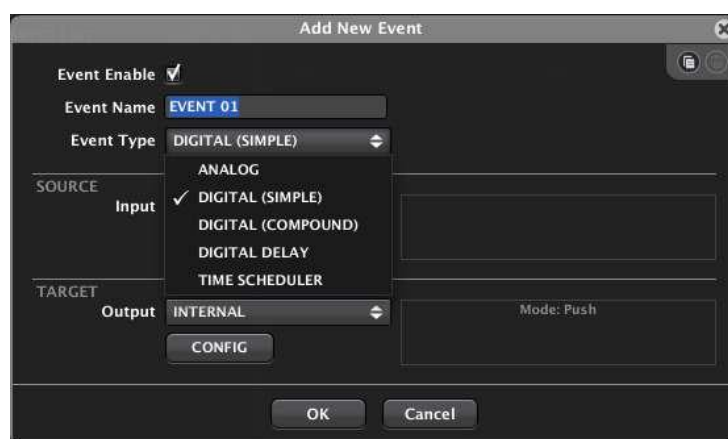 Add New Event
Event Enable
Event Name EVENT 01
Event Type DIGITAL (SIMPLE)
ANALOG
SOURCE
Input
DIGITAL (SIMPLE)
DIGITAL (COMPOUND)
DIGITAL DELAY
TIME SCHEDULER
TARGET
Output INTERNAL
Mode: Push
CONFIG
OK Cancel